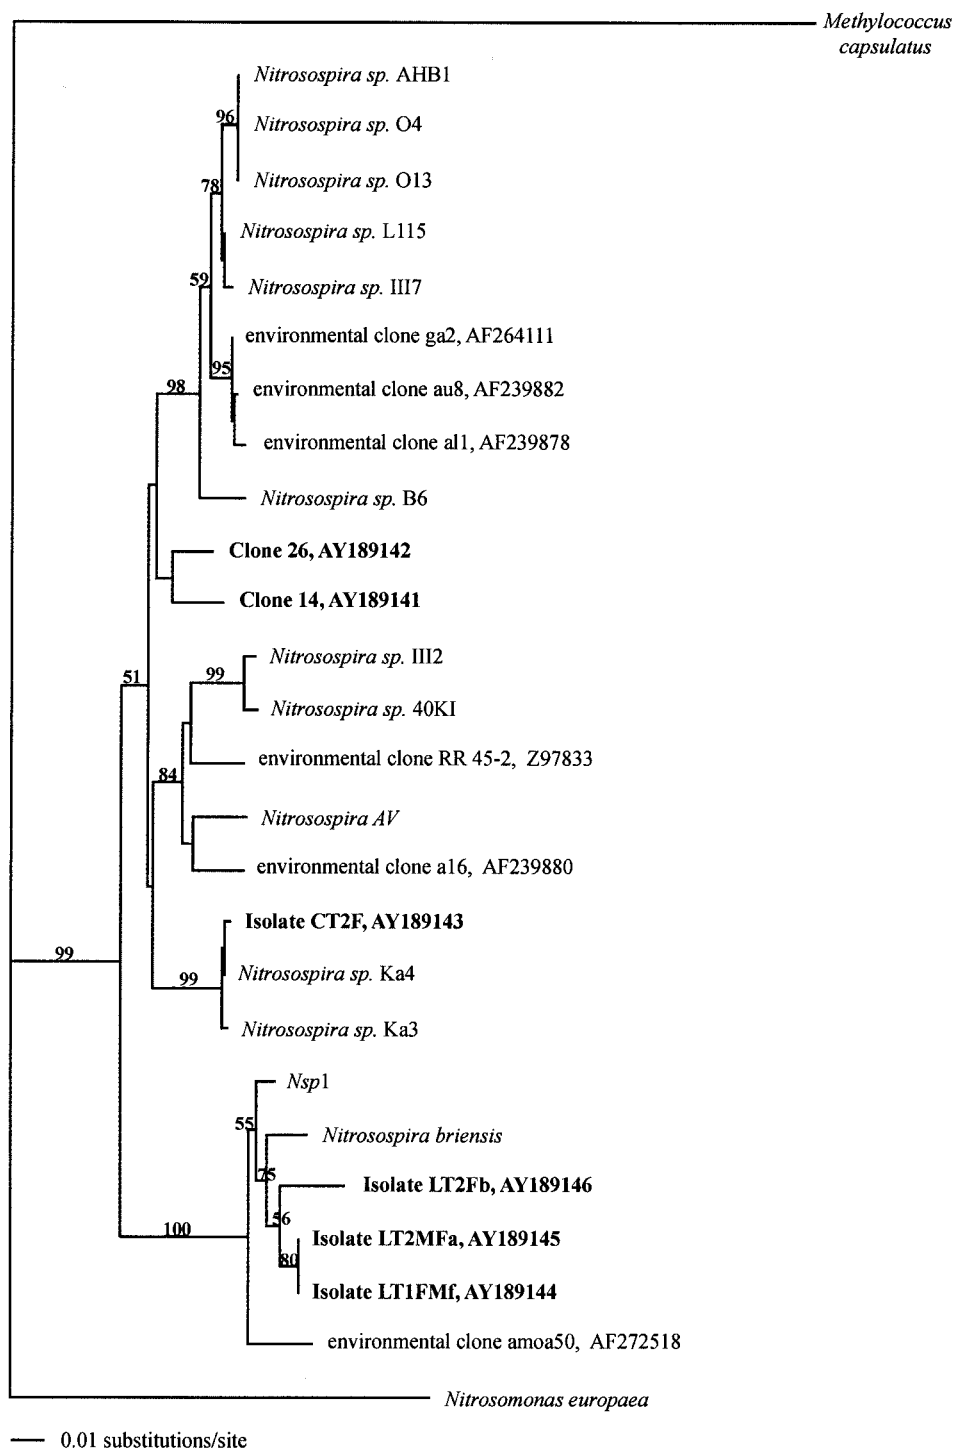 Methylococcus
capsulatus
Nitrosospira sp. AHB1
96
Nitrosospira sp. O4
Nitrosospira sp. O13
78
Nitrosospira sp. L115
59
Nitrosospira sp. III7
environmental clone ga2, AF264111
95
98
environmental clone au8, AF239882
environmental clone al1, AF239878
Nitrosospira sp. B6
Clone 26, AY189142
Clone 14, AY189141
Nitrosospira sp. III2
51
99
Nitrosospira sp. 40KI
environmental clone RR 45-2, Z97833
84
Nitrosospira AV
environmental clone a16, AF239880
Isolate CT2F, AY189143
99
Nitrosospira sp. Ka4
99
Nitrosospira sp. Ka3
Nsp1
55
Nitrosospira briensis
75
Isolate LT2Fb, AY189146
56
100
Isolate LT2MFa, AY189145
80
Isolate LT1FMf, AY189144
environmental clone amoa50, AF272518
Nitrosomonas europaea
0.01 substitutions/site